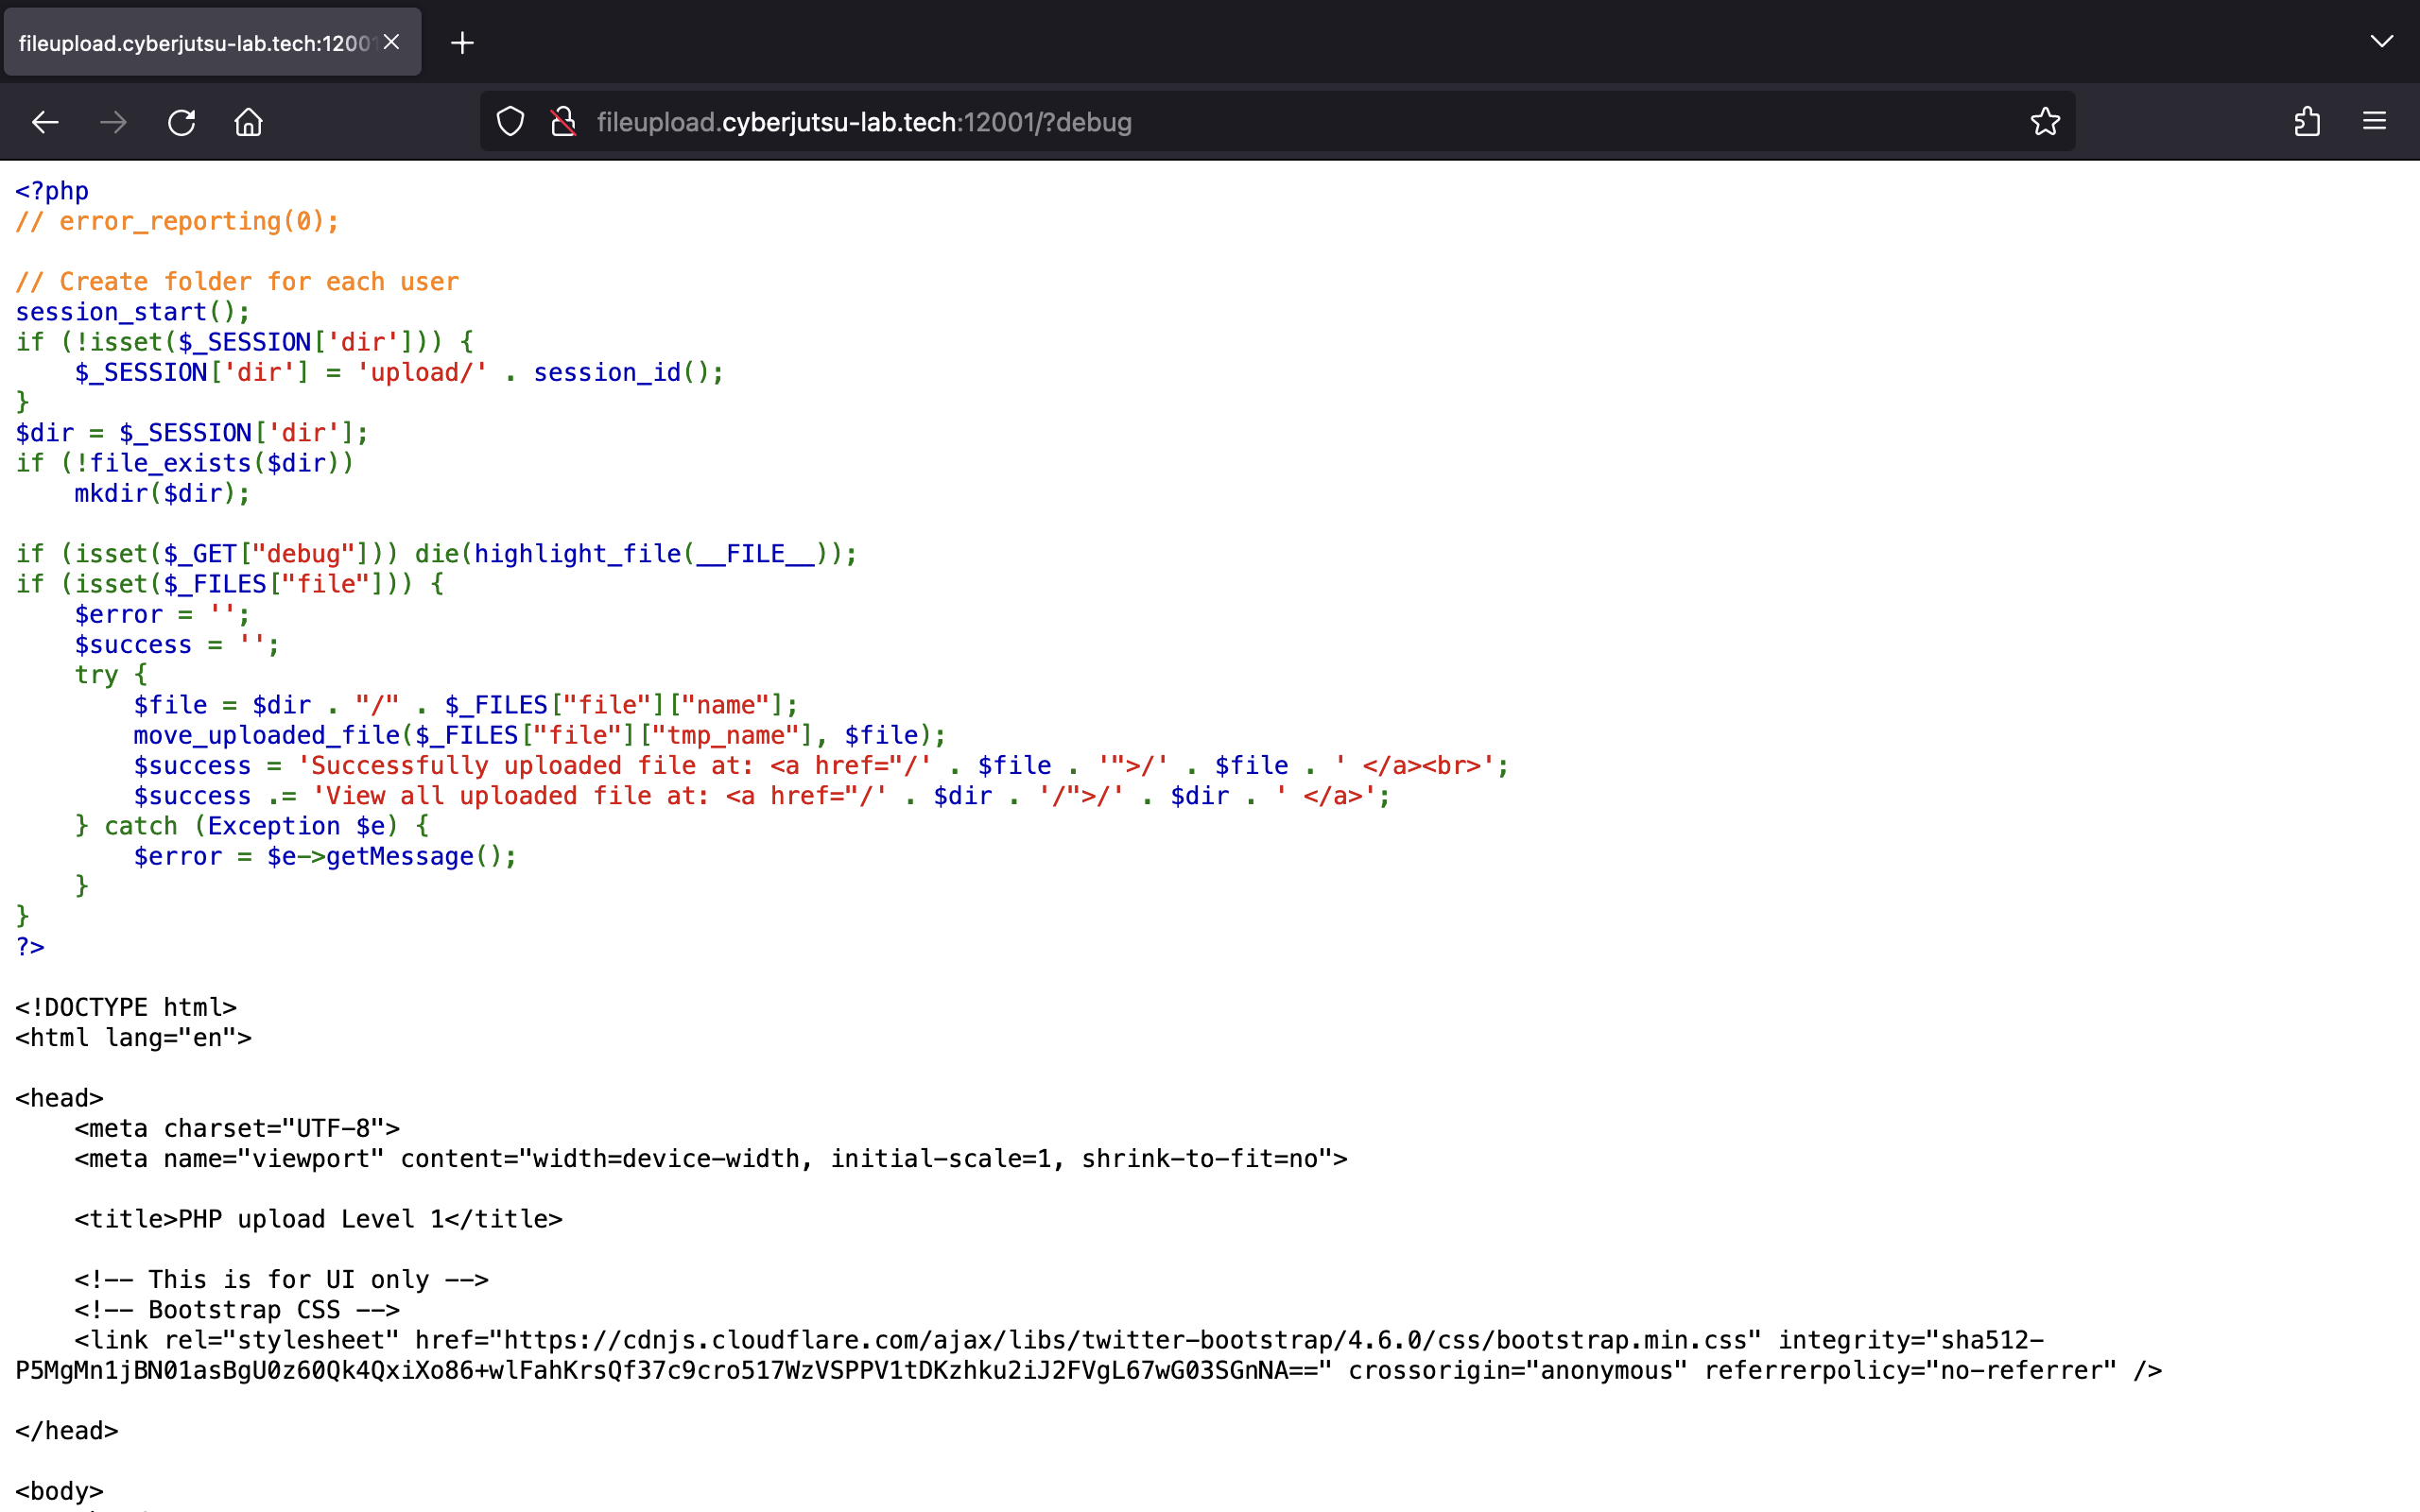 fileupload.cyberjutsu-lab.tech:12001
fileupload.cyberjutsu-lab.tech:12001/?debug
<?php
// error_reporting(0);

// Create folder for each user
session_start();
if (!isset($_SESSION['dir'])) {
    $_SESSION['dir'] = 'upload/' . session_id();
}
$dir = $_SESSION['dir'];
if (!file_exists($dir))
    mkdir($dir);

if (isset($_GET["debug"])) die(highlight_file(__FILE__));
if (isset($_FILES["file"])) {
    $error = '';
    $success = '';
    try {
        $file = $dir . "/" . $_FILES["file"]["name"];
        move_uploaded_file($_FILES["file"]["tmp_name"], $file);
        $success = 'Successfully uploaded file at: <a href="/' . $file . '">/' . $file . ' </a><br>';
        $success .= 'View all uploaded file at: <a href="/' . $dir . '/">/' . $dir . ' </a>';
    } catch (Exception $e) {
        $error = $e->getMessage();
    }
}
?>

<!DOCTYPE html>
<html lang="en">

<head>
    <meta charset="UTF-8">
    <meta name="viewport" content="width=device-width, initial-scale=1, shrink-to-fit=no">

    <title>PHP upload Level 1</title>

    <!-- This is for UI only -->
    <!-- Bootstrap CSS -->
    <link rel="stylesheet" href="https://cdnjs.cloudflare.com/ajax/libs/twitter-bootstrap/4.6.0/css/bootstrap.min.css" integrity="sha512-
P5MgMn1jBN01asBgU0z60Qk4QxiXo86+wlFahKrsQf37c9cro517WzVSPPV1tDKzhku2iJ2FVgL67wG03SGnNA==" crossorigin="anonymous" referrerpolicy="no-referrer" />

</head>

<body>